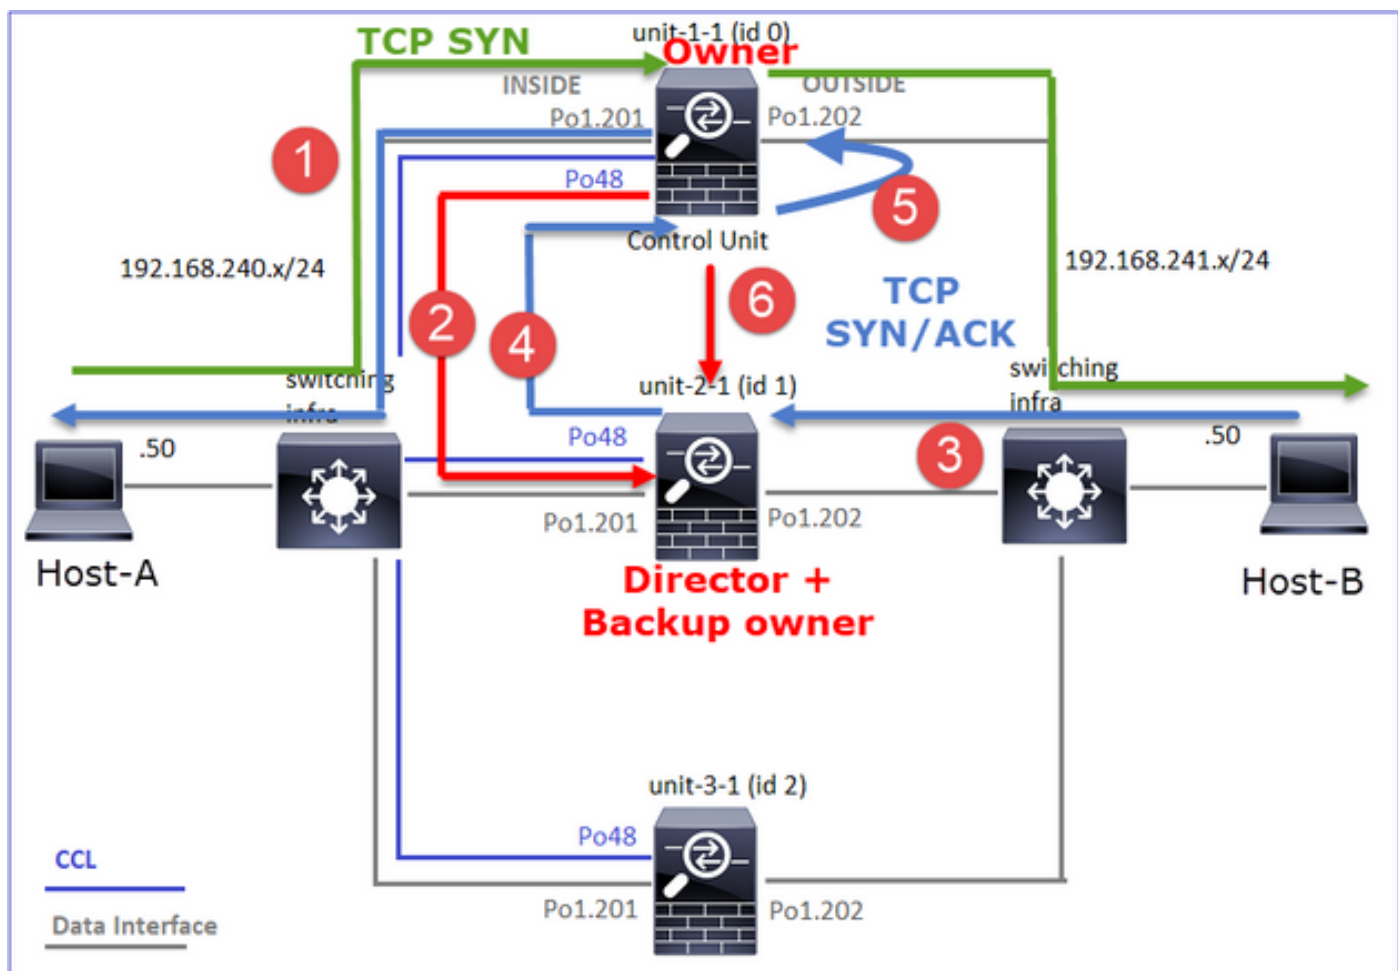 unit-1-1 (id 0)
TCP SYN
Owner
INSIDE
OUTSIDE
Po1.201
Po1.202
1
Po48
5
Control Unit
192.168.240.x/24
192.168.241.x/24
2
4
6
TCP
SYN/ACK
switching
infra
unit-2-1 (id 1)
switching
infra
.50
Po48
3
.50
Po1.201
Po1.202
Host-A
Director +
Backup owner
Host-B
unit-3-1 (id 2)
Po48
CCL
Po1.201
Po1.202
Data Interface